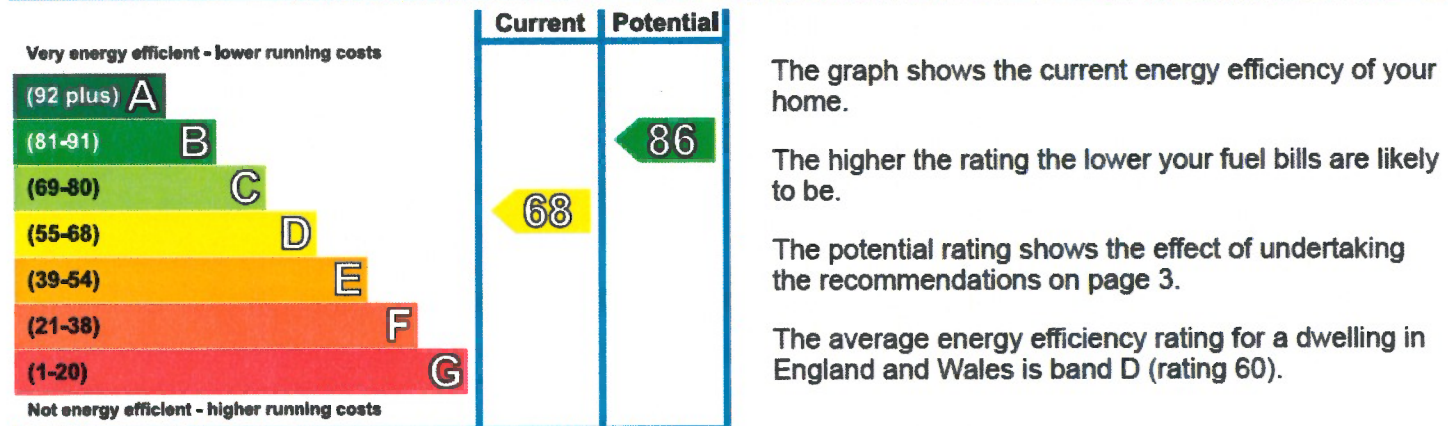 Current Potential
Very energy efficient - lower running costs
(92 plus) A
(81-91) B
(69-80) C
(55-68) D
(39-54) E
(21-38) F
(1-20) G
Not energy efficient - higher running costs
68
86
The graph shows the current energy efficiency of your
home.
The higher the rating the lower your fuel bills are likely
to be.
The potential rating shows the effect of undertaking
the recommendations on page 3.
The average energy efficiency rating for a dwelling in
England and Wales is band D (rating 60).